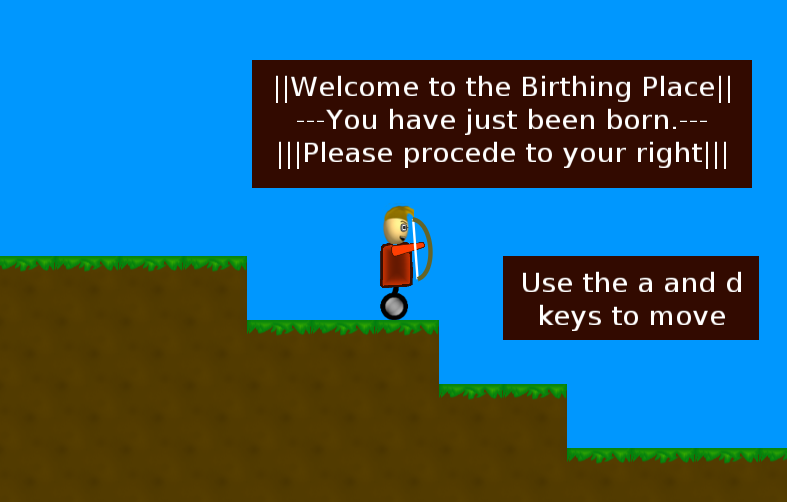 ||Welcome to the Birthing Place||
---You have just been born.---
|||Please procede to your right|||
Use the a and d
keys to move